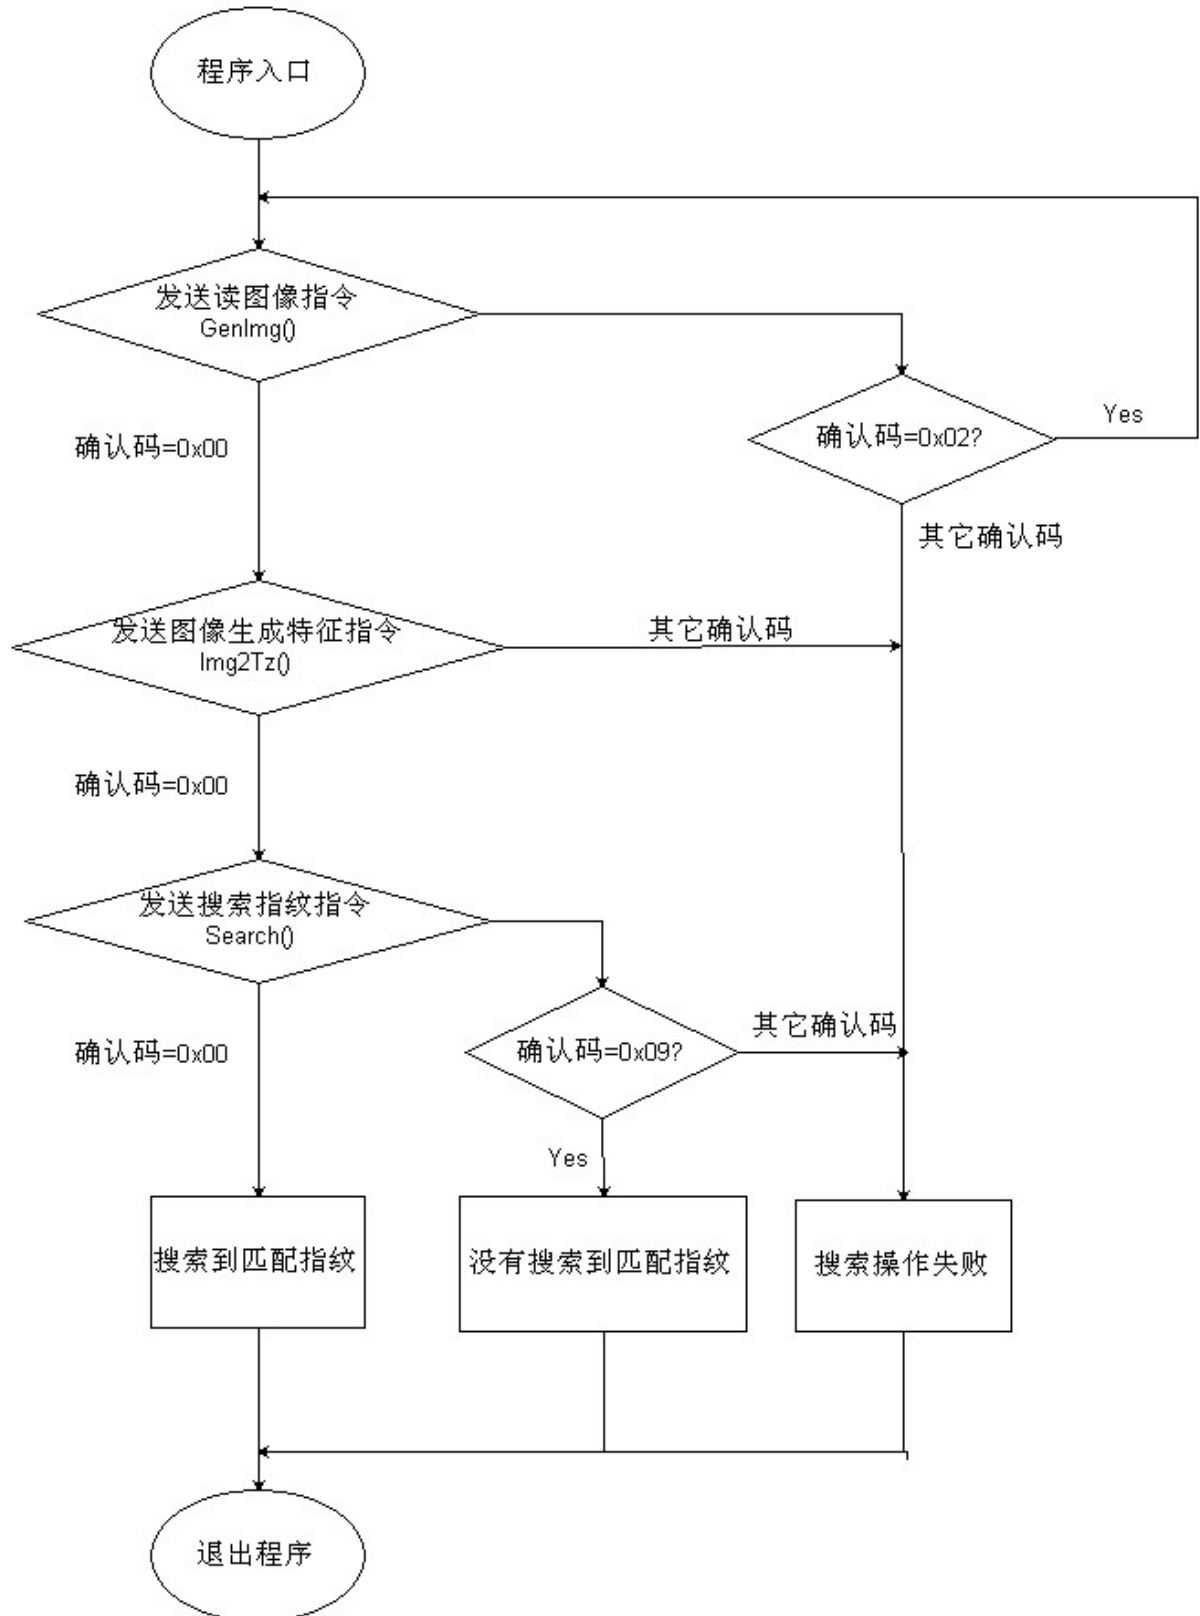 程序入口
发送读图像指令
GenImg()
Yes
确认码=0x02?
确认码=0x00
其它确认码
发送图像生成特征指令
Img2Tz()
其它确认码
确认码=0x00
发送搜索指纹指令
Search()
其它确认码
确认码=0x09?
确认码=0x00
Yes
搜索到匹配指纹
没有搜索到匹配指纹
搜索操作失败
退出程序